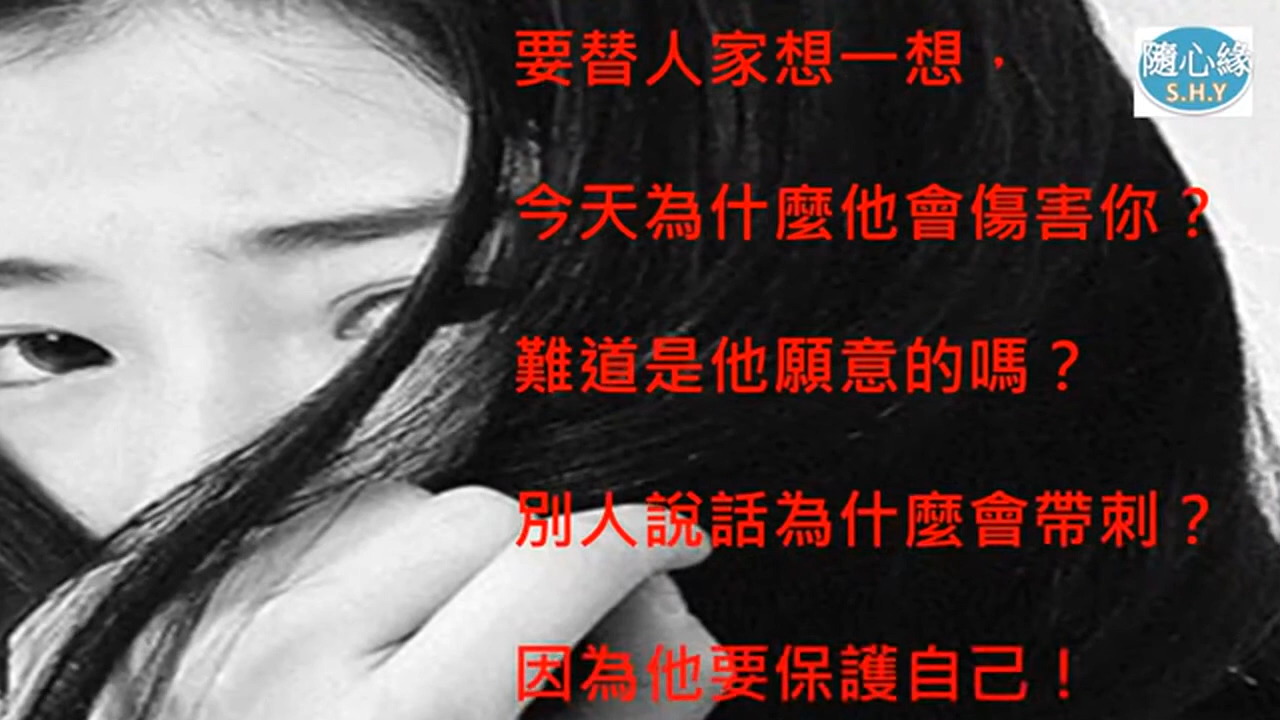 要替人家想一想，
今天為什麼他會傷害你？
難道是他願意的嗎？
別人說話為什麼會帶刺？
因為他要保護自己！
隨心緣
S.H.Y